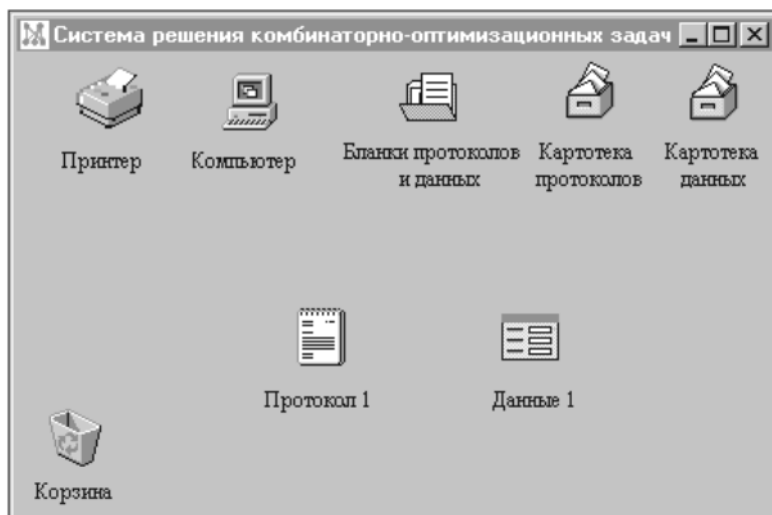 Система решения комбинаторно-оптимизационных задач
Принтер
Компьютер
Бланки протоколов
и данных
Картотека
протоколов
Картотека
данных
Протокол 1
Данные 1
Корзина